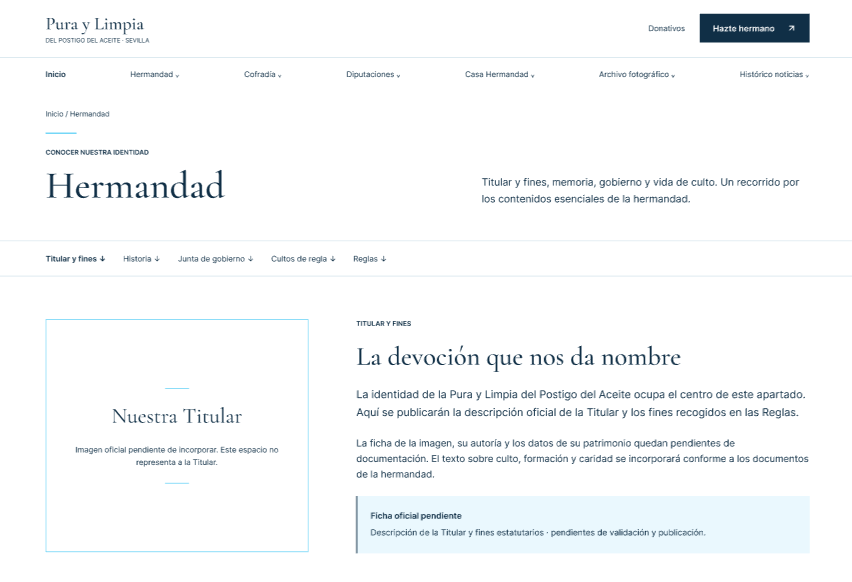 Pura y Limpia
DEL POSTIGO DEL ACEITE · SEVILLA
Donativos
Hazte hermano
Inicio
Hermandad
Cofradía
Diputaciones
Casa Hermandad
Archivo fotográfico
Histórico noticias
Inicio / Hermandad
CONOCER NUESTRA IDENTIDAD
Hermandad
Titular y fines, memoria, gobierno y vida de culto. Un recorrido por
los contenidos esenciales de la hermandad.
Titular y fines ↓
Historia ↓
Junta de gobierno ↓
Cultos de regla ↓
Reglas ↓
Nuestra Titular
Imagen oficial pendiente de incorporar. Este espacio no
representa a la Titular.
TITULAR Y FINES
La devoción que nos da nombre
La identidad de la Pura y Limpia del Postigo del Aceite ocupa el centro de este apartado.
Aquí se publicarán la descripción oficial de la Titular y los fines recogidos en las Reglas.
La ficha de la imagen, su autoría y los datos de su patrimonio quedan pendientes de
documentación. El texto sobre culto, formación y caridad se incorporará conforme a los documentos
de la hermandad.
Ficha oficial pendiente
Descripción de la Titular y fines estatutarios · pendientes de validación y publicación.